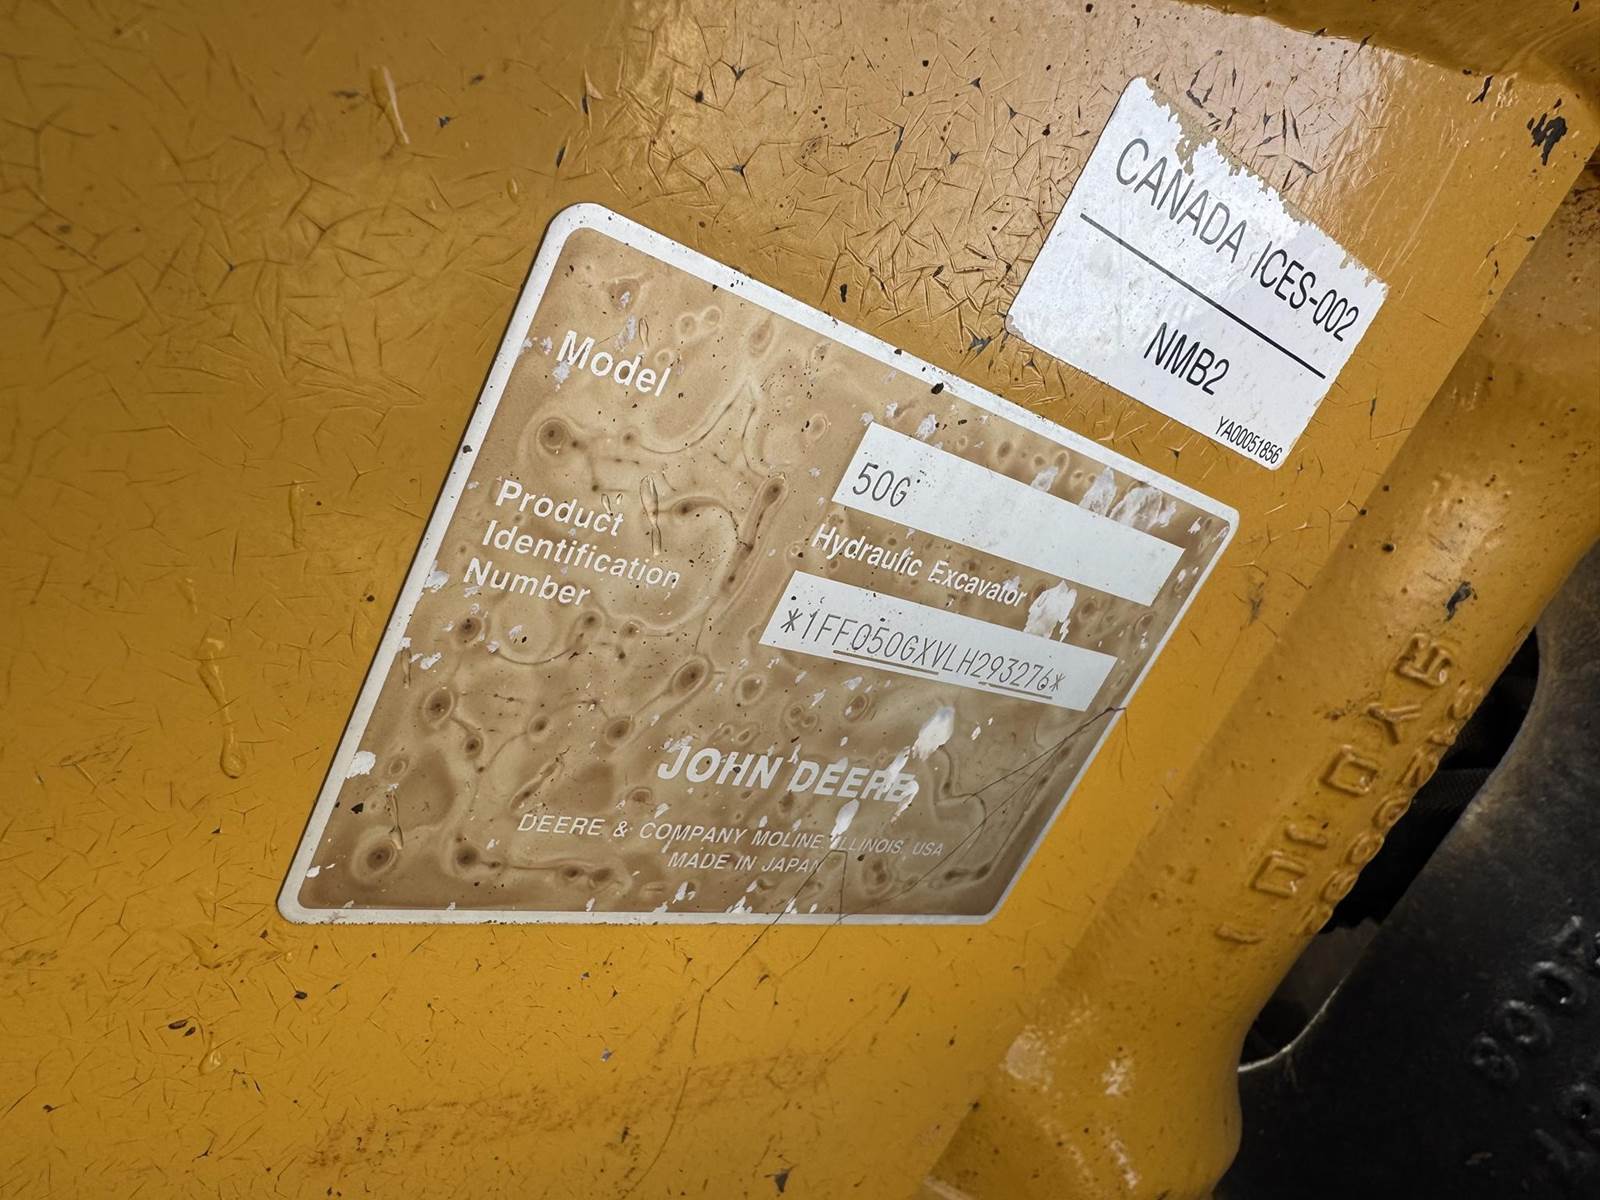 CANADA ICES-002
NMB2
YA00051856
Model
50G
Hydraulic Excavator
Product
Identification
Number
*1FF050GXVLH293276*
JOHN DEERE
DEERE & COMPANY MOLINE ILLINOIS USA
MADE IN JAPAN